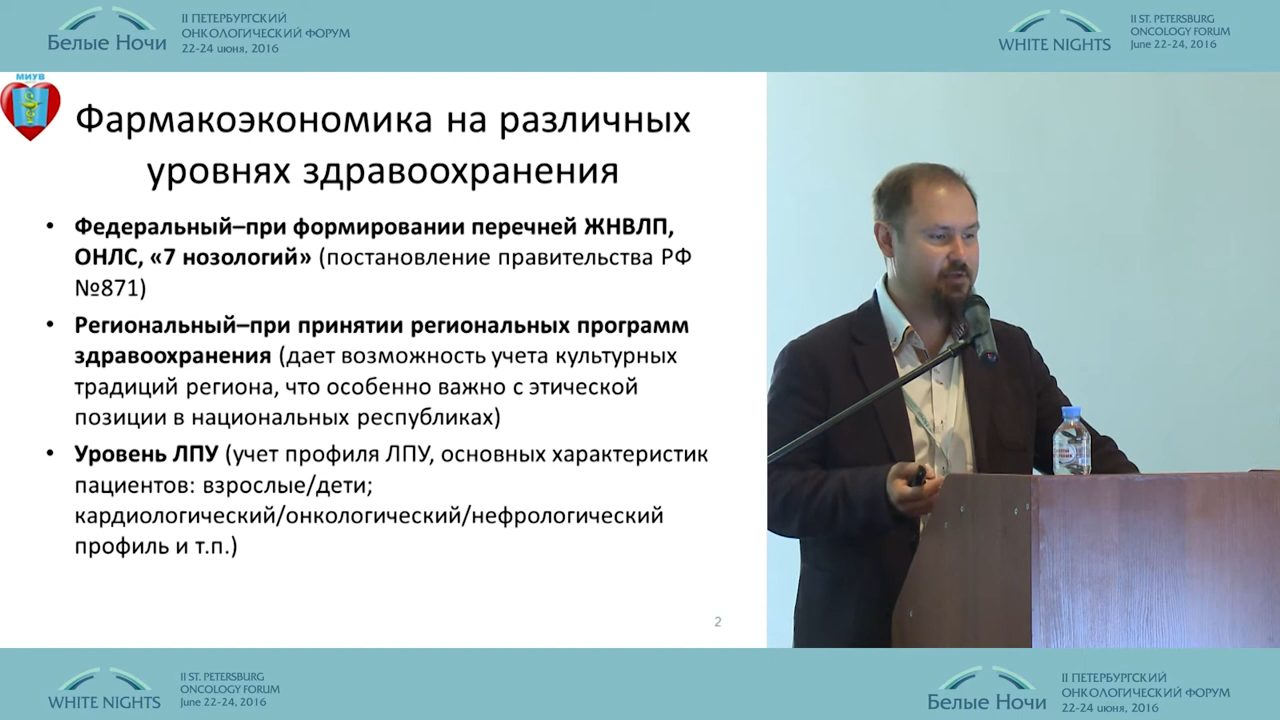 Белые Ночи
II ПЕТЕРБУРГСКИЙ
ОНКОЛОГИЧЕСКИЙ ФОРУМ
22-24 июня, 2016
WHITE NIGHTS
II ST. PETERSBURG
ONCOLOGY FORUM
June 22-24, 2016
МИУВ
Фармакоэкономика на различных
уровнях здравоохранения
• Федеральный–при формировании перечней ЖНВЛП,
ОНЛС, «7 нозологий» (постановление правительства РФ
№871)
• Региональный–при принятии региональных программ
здравоохранения (дает возможность учета культурных
традиций региона, что особенно важно с этической
позиции в национальных республиках)
• Уровень ЛПУ (учет профиля ЛПУ, основных характеристик
пациентов: взрослые/дети;
кардиологический/онкологический/нефрологический
профиль и т.п.)
2
WHITE NIGHTS
II ST. PETERSBURG
ONCOLOGY FORUM
June 22-24, 2016
Белые Ночи
II ПЕТЕРБУРГСКИЙ
ОНКОЛОГИЧЕСКИЙ ФОРУМ
22-24 июня, 2016